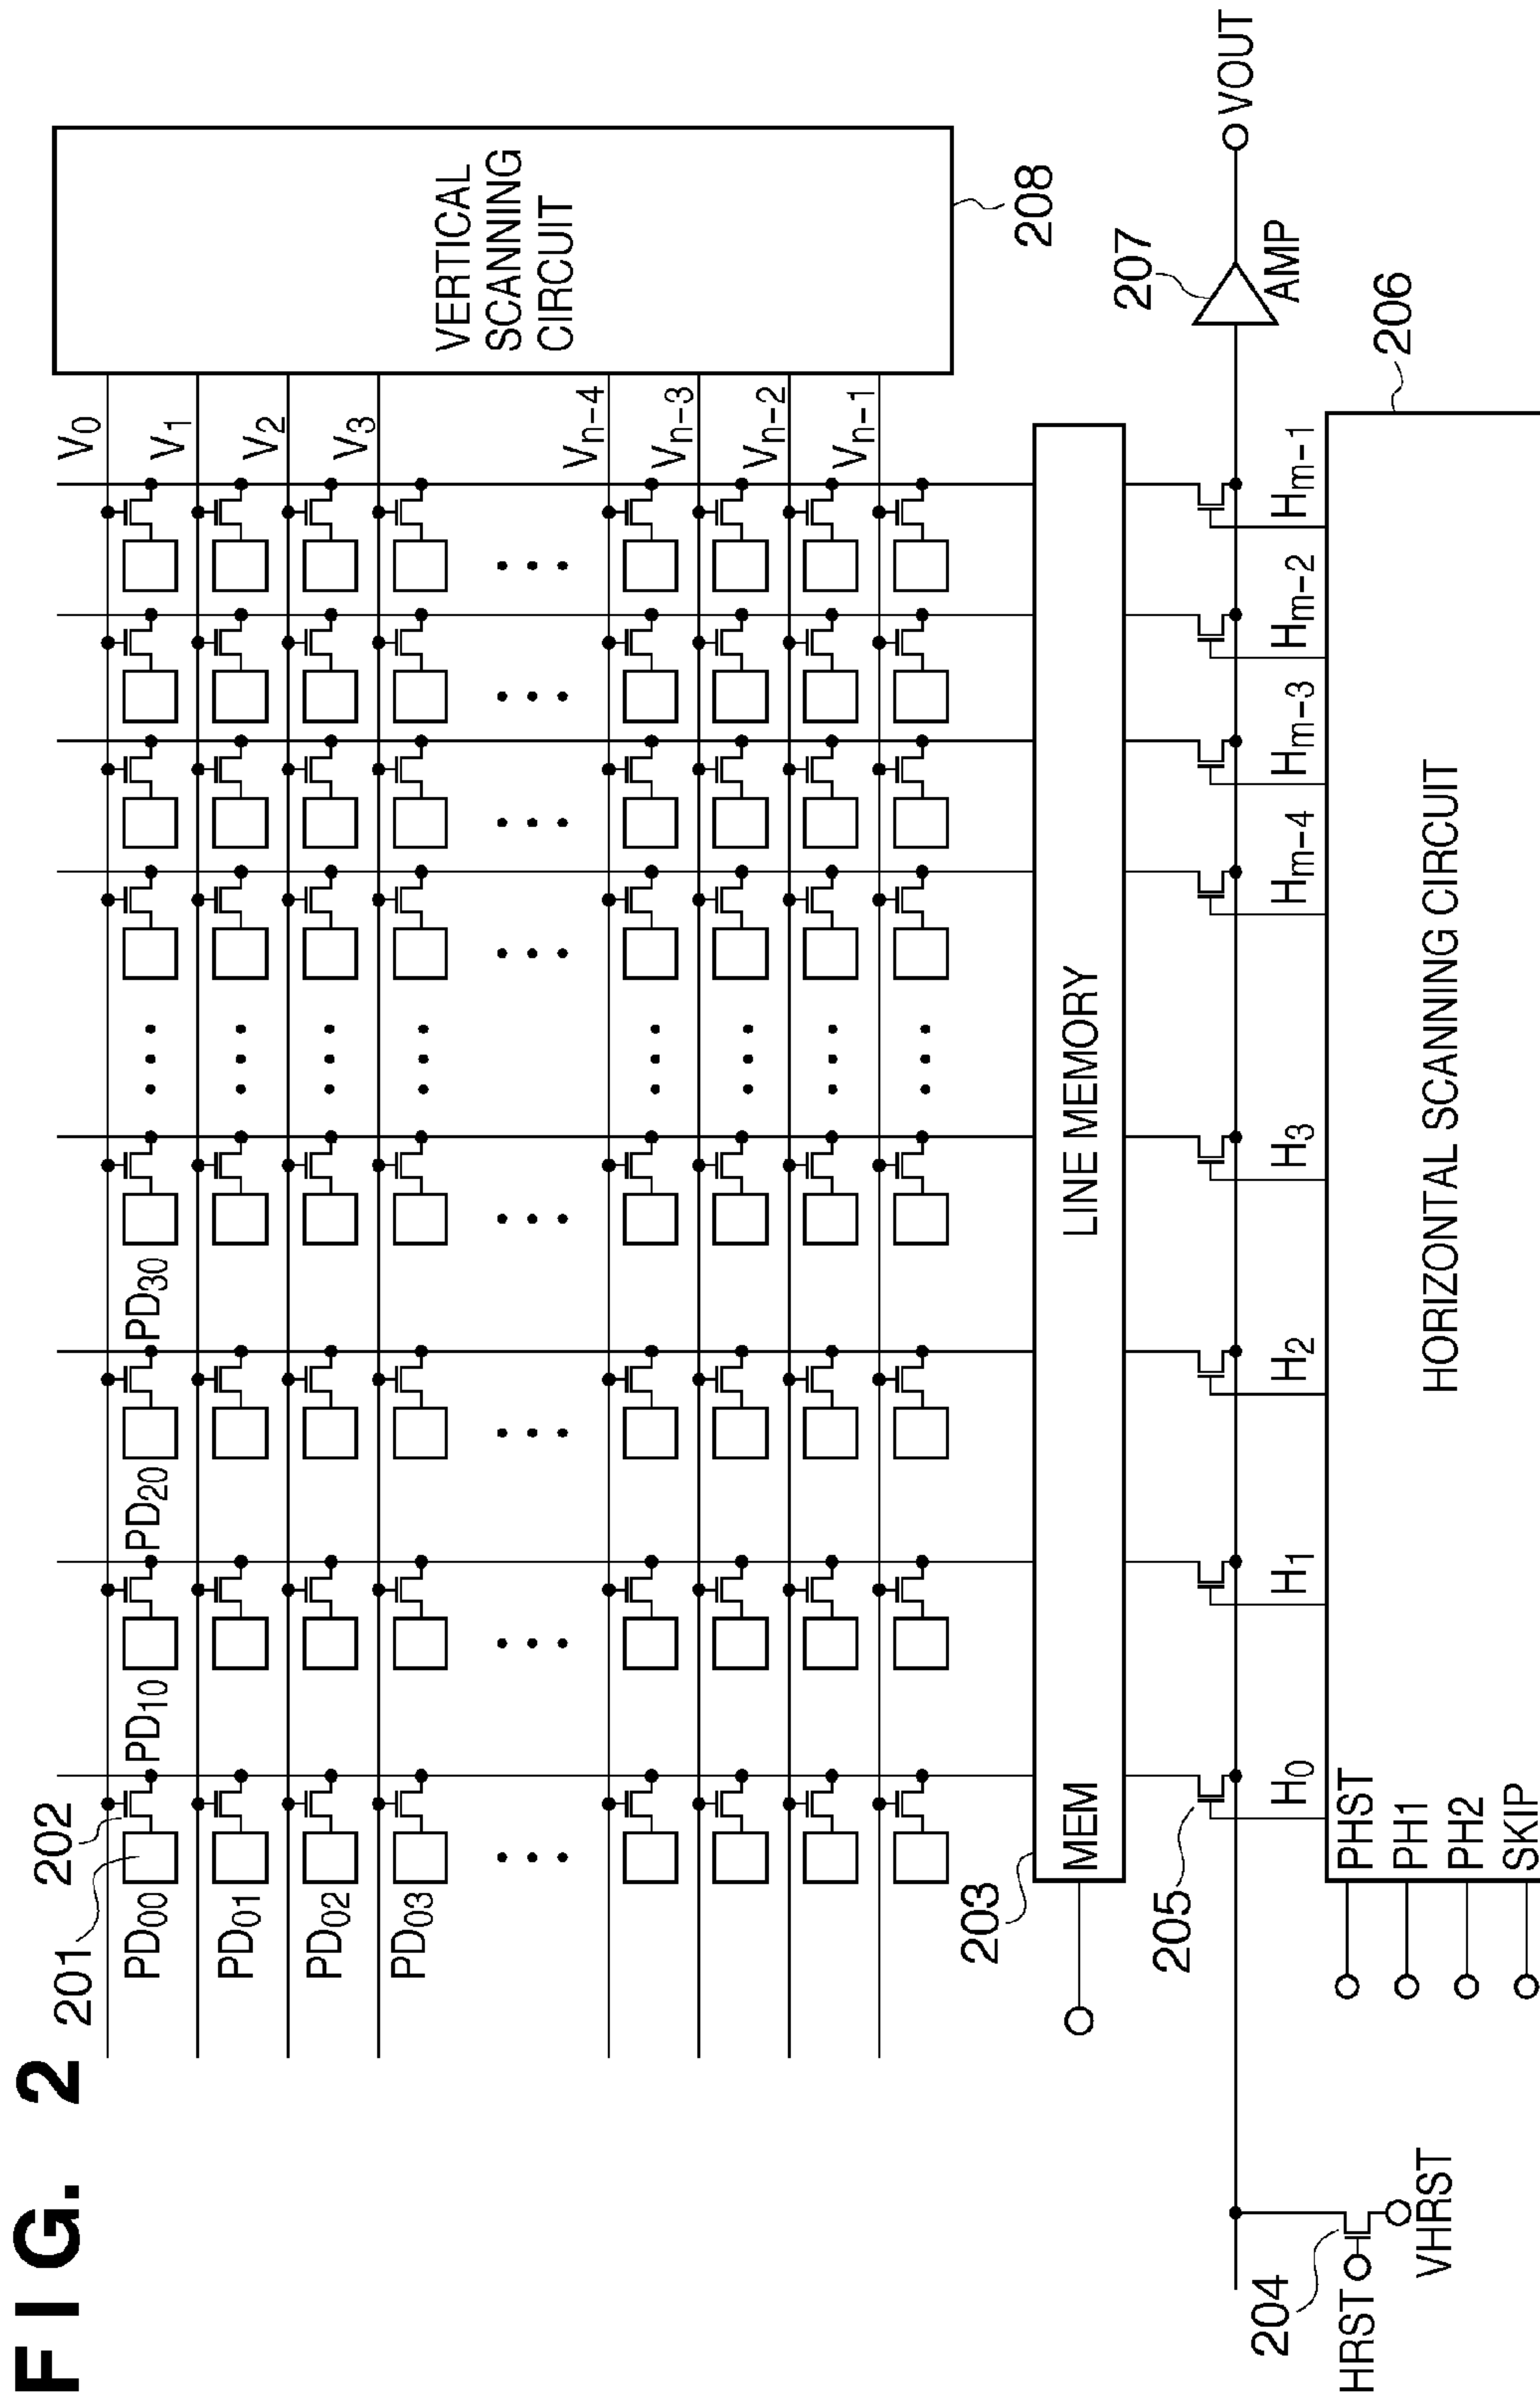 FIG. 2
201
202
PD00
PD10
PD20
PD30
V0
PD01
V1
PD02
V2
PD03
V3
Vn-4
Vn-3
Vn-2
Vn-1
VERTICAL
SCANNING
CIRCUIT
208
203
MEM
LINE MEMORY
205
207
AMP
VOUT
204
HRST
VHRST
H0
H1
H2
H3
Hm-4
Hm-3
Hm-2
Hm-1
206
PHST
PH1
PH2
SKIP
HORIZONTAL SCANNING CIRCUIT